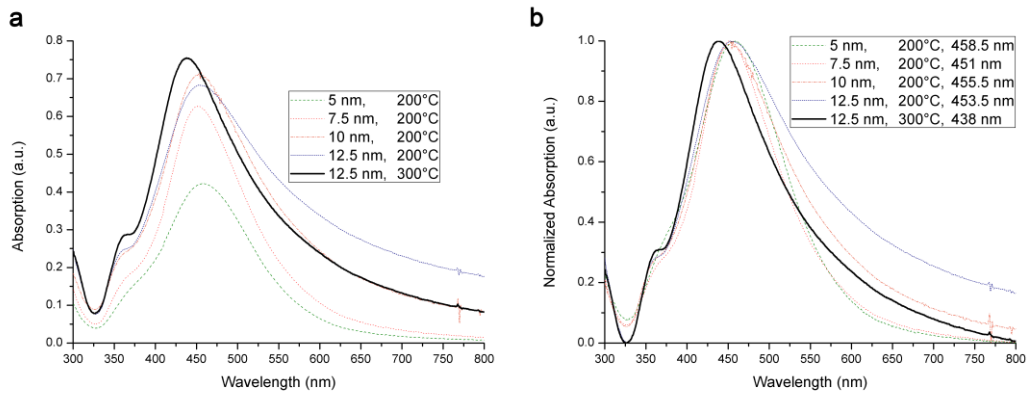 a
Absorption (a.u.)
0.8
0.7
0.6
0.5
0.4
0.3
0.2
0.1
0.0
5 nm, 200°C
7.5 nm, 200°C
10 nm, 200°C
12.5 nm, 200°C
12.5 nm, 300°C
300 350 400 450 500 550 600 650 700 750 800
Wavelength (nm)
b
Normalized Absorption (a.u.)
1.0
0.8
0.6
0.4
0.2
0.0
5 nm, 200°C, 458.5 nm
7.5 nm, 200°C, 451 nm
10 nm, 200°C, 455.5 nm
12.5 nm, 200°C, 453.5 nm
12.5 nm, 300°C, 438 nm
300 350 400 450 500 550 600 650 700 750 800
Wavelength (nm)